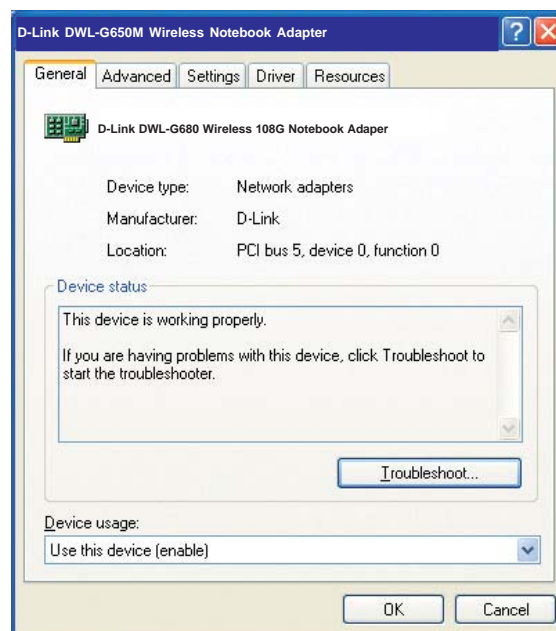 D-Link DWL-G650M Wireless Notebook Adapter
General Advanced Settings Driver Resources
D-Link DWL-G680 Wireless 108G Notebook Adaper
Device type: Network adapters
Manufacturer: D-Link
Location: PCI bus 5, device 0, function 0
Device status
This device is working properly.
If you are having problems with this device, click Troubleshoot to
start the troubleshooter.
Troubleshoot...
Device usage:
Use this device (enable)
OK Cancel